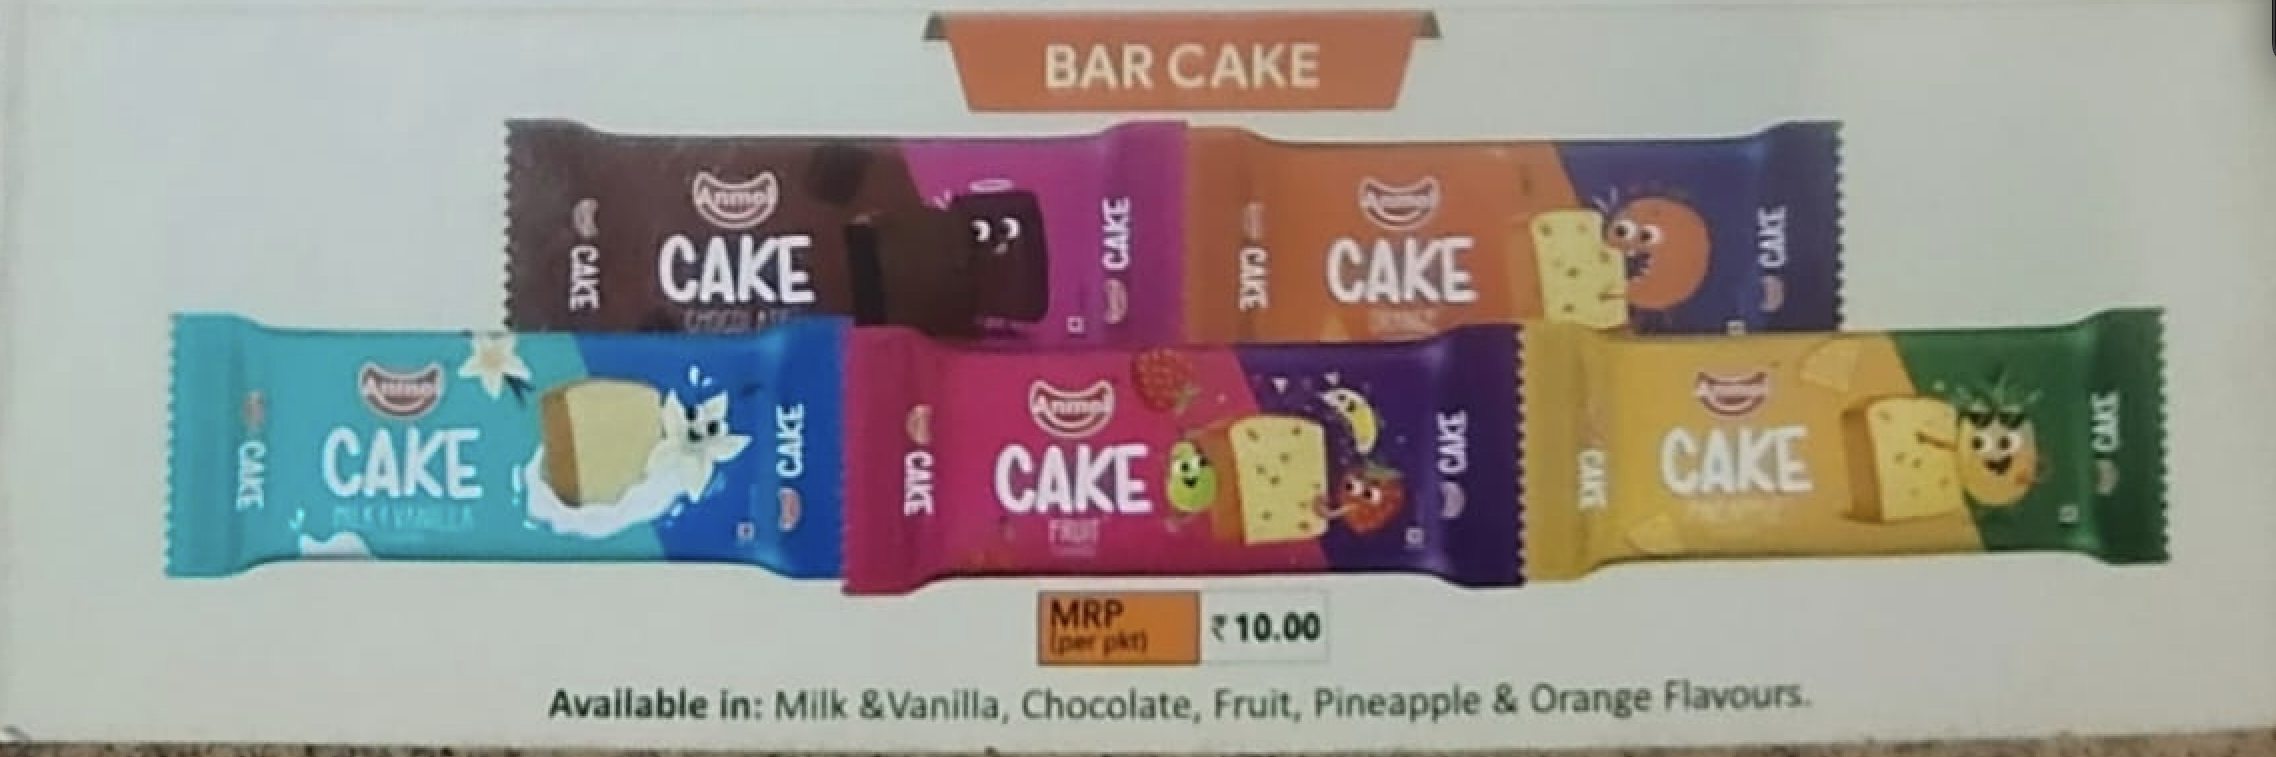 BAR CAKE
Anmol
CAKE
CHOCOLATE
CAKE
CAKE
Anmol
CAKE
ORANGE
CAKE
CAKE
Anmol
CAKE
MILK & VANILLA
CAKE
CAKE
Anmol
CAKE
FRUIT
CAKE
CAKE
Anmol
CAKE
PINEAPPLE
CAKE
CAKE
MRP
(per pkt)
₹ 10.00
Available in: Milk &Vanilla, Chocolate, Fruit, Pineapple & Orange Flavours.